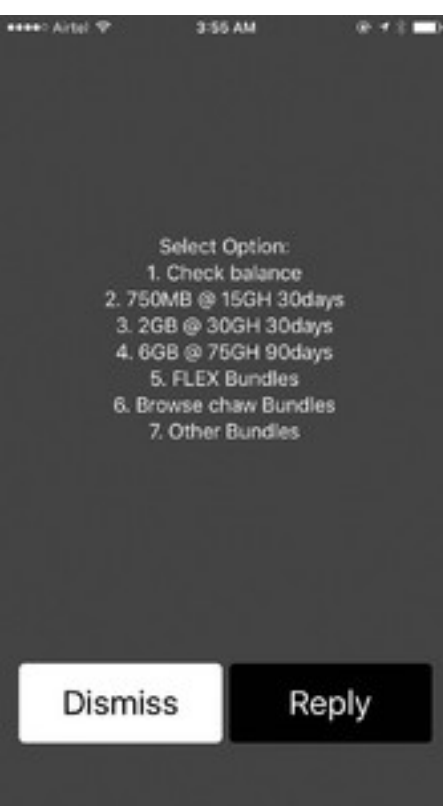 Airtel 3:55 AM
Select Option:
1. Check balance
2. 750MB @ 15GH 30days
3. 2GB @ 30GH 30days
4. 6GB @ 75GH 90days
5. FLEX Bundles
6. Browse chaw Bundles
7. Other Bundles
Dismiss Reply